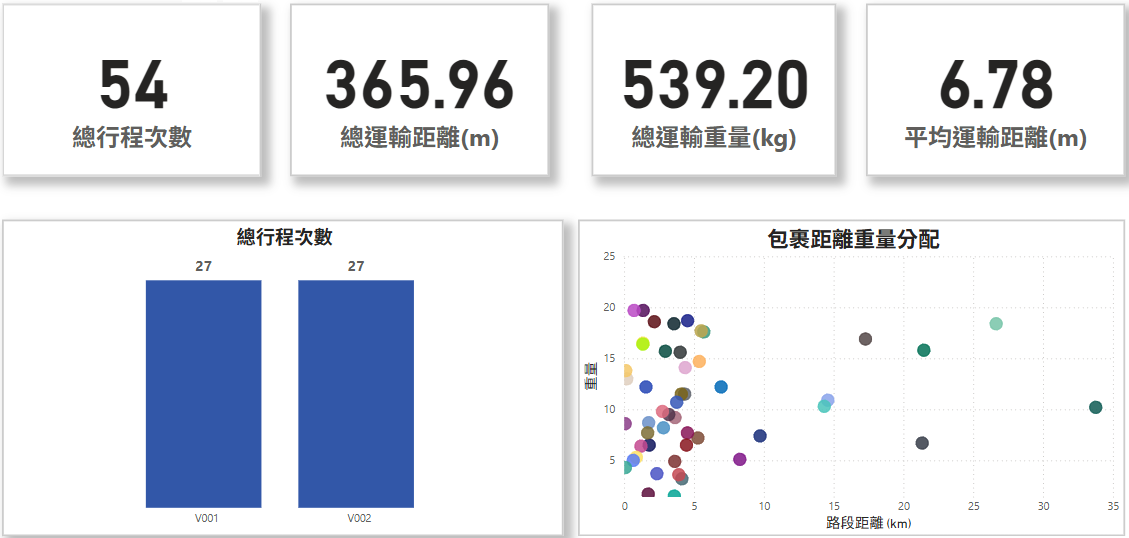 54
總行程次數
365.96
總運輸距離(m)
539.20
總運輸重量(kg)
6.78
平均運輸距離(m)
總行程次數
27
27
V001
V002
包裹距離重量分配
25
20
15
10
5
重量
0
5
10
15
20
25
30
35
路段距離 (km)